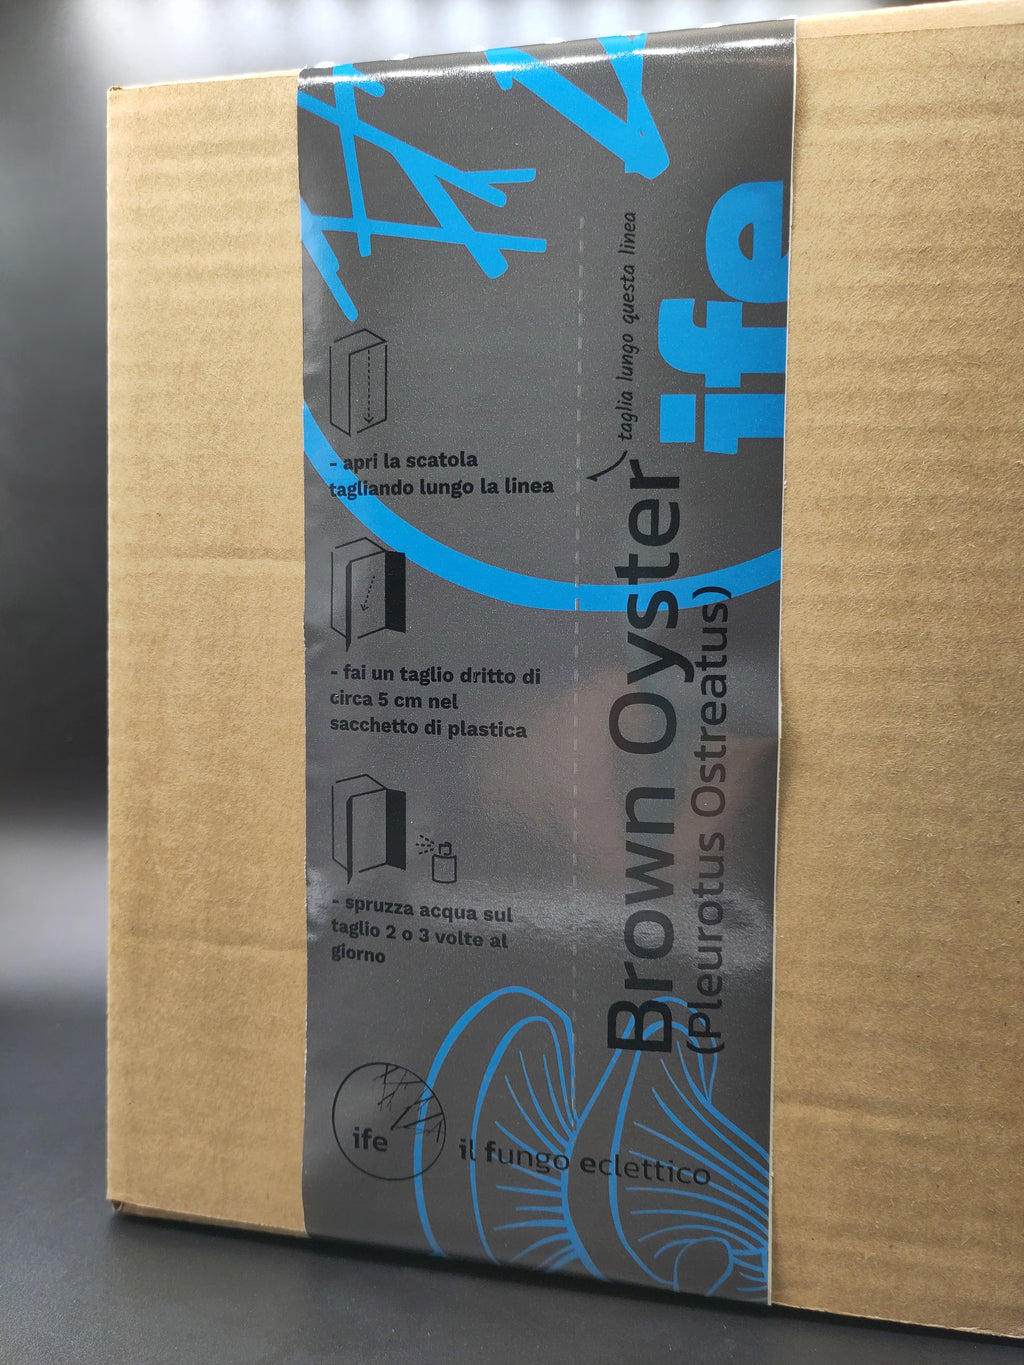 - apri la scatola
tagliando lungo la linea
- fai un taglio dritto di
circa 5 cm nel
sacchetto di plastica
- spruzza acqua sul
taglio 2 o 3 volte al
giorno
ife
il fungo eclettico
taglia lungo questa linea
Brown Oyster
(Pleurotus Ostreatus)
ife